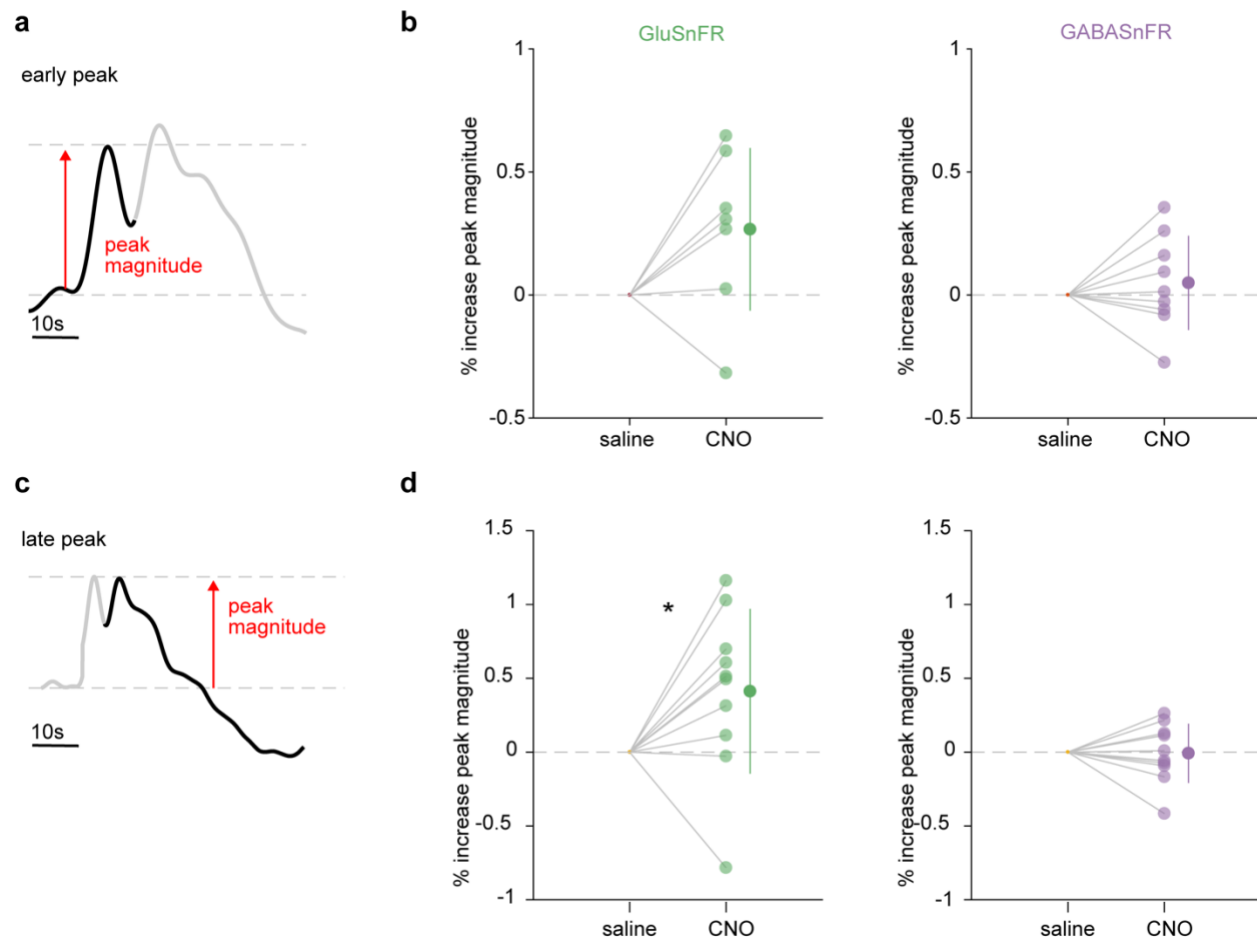 a
early peak
peak
magnitude
10s
b
GluSnFR
% increase peak magnitude
1
0.5
0
-0.5
saline
CNO
GABASnFR
% increase peak magnitude
1
0.5
0
-0.5
saline
CNO
c
late peak
peak
magnitude
10s
d
% increase peak magnitude
1.5
1
0.5
0
-0.5
-1
*
saline
CNO
% increase peak magnitude
1.5
1
0.5
0
-0.5
-1
saline
CNO